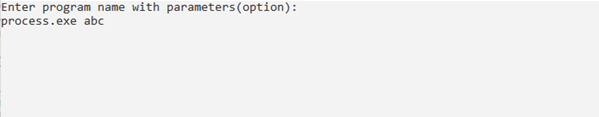 Enter program name with parameters(option):
process.exe abc